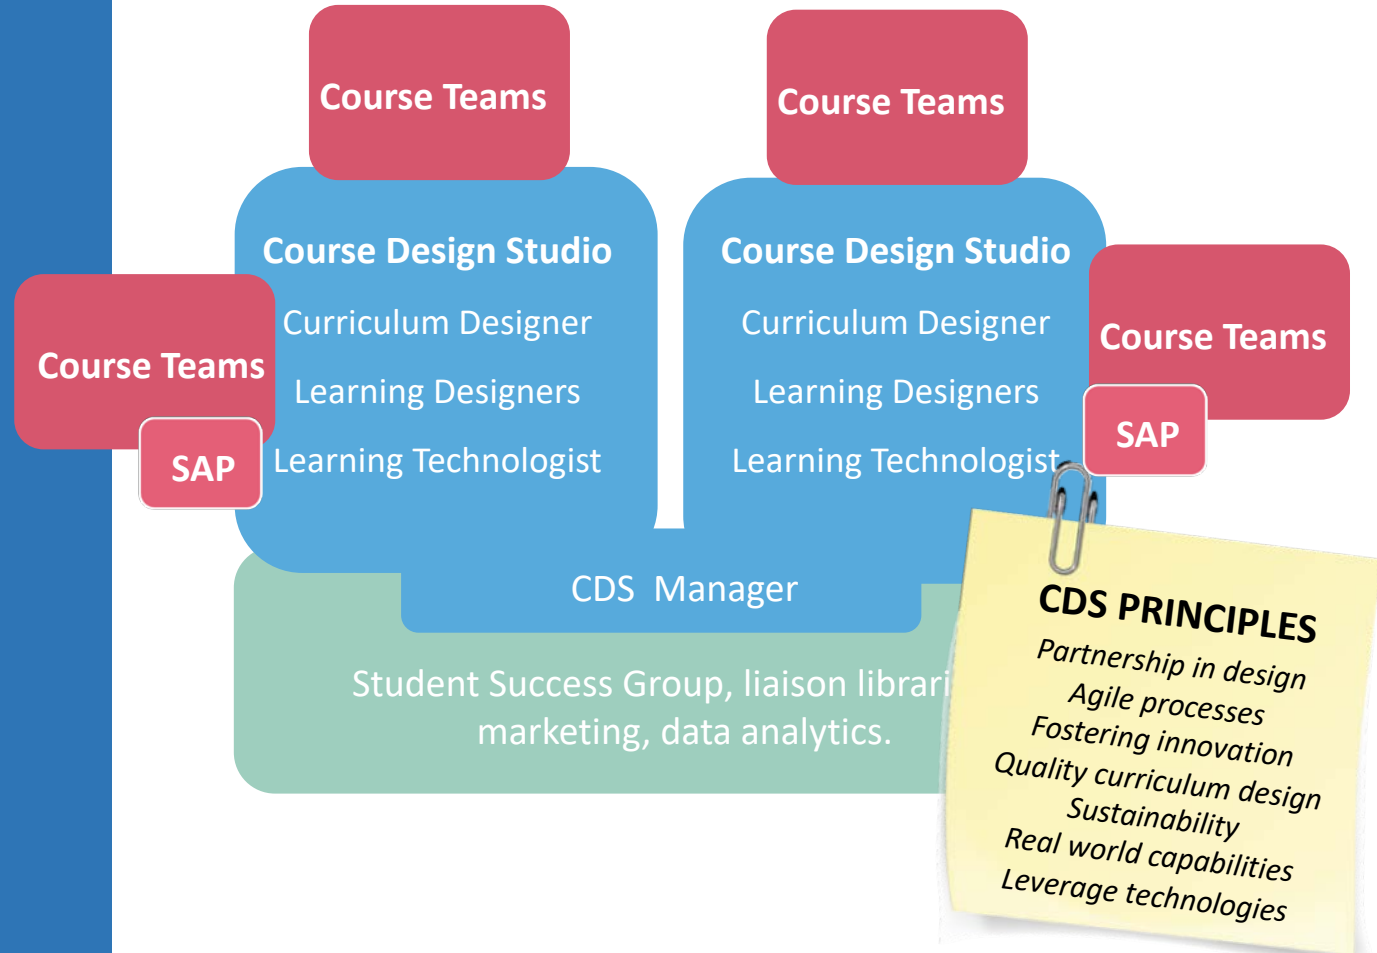 Course Teams
Course Teams
Course Design Studio
Curriculum Designer
Learning Designers
Learning Technologist
Course Design Studio
Curriculum Designer
Learning Designers
Learning Technologist
Course Teams
SAP
Course Teams
SAP
CDS Manager
Student Success Group, liaison
marketing, data analytics.
CDS PRINCIPLES
Partnership in design
Agile processes
Fostering innovation
Quality curriculum design
Sustainability
Real world capabilities
Leverage technologies